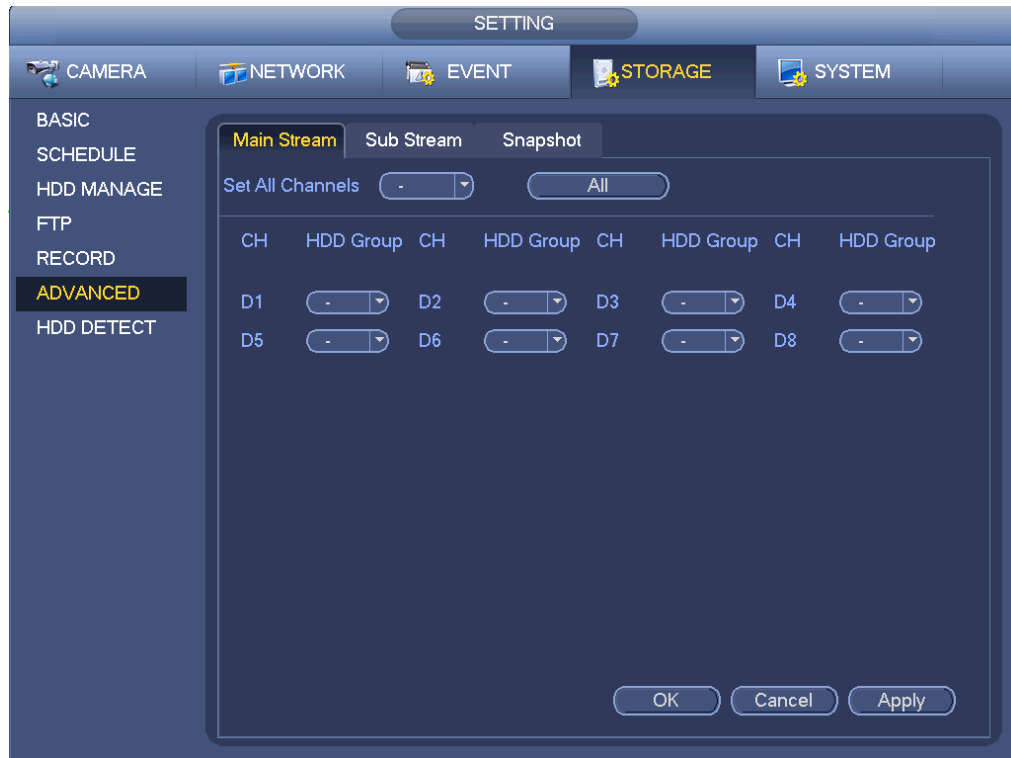 SETTING
CAMERA NETWORK EVENT STORAGE SYSTEM
BASIC
SCHEDULE
HDD MANAGE
FTP
RECORD
ADVANCED
HDD DETECT
Main Stream Sub Stream Snapshot
Set All Channels - All
CH HDD Group CH HDD Group CH HDD Group CH HDD Group
D1 - D2 - D3 - D4 -
D5 - D6 - D7 - D8 -
OK Cancel Apply